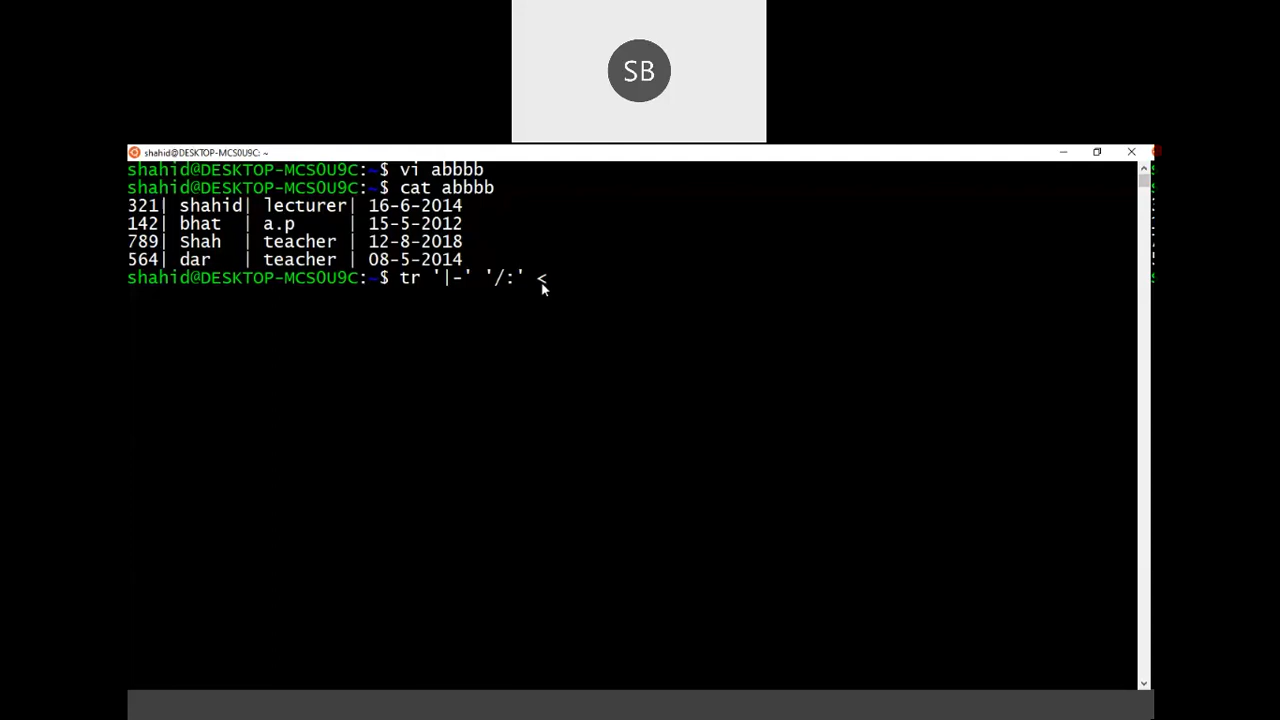 SB
shahid@DESKTOP-MCS0U9C: ~
shahid@DESKTOP-MCS0U9C:~$ vi abbbb
shahid@DESKTOP-MCS0U9C:~$ cat abbbb
321| shahid| lecturer| 16-6-2014
142| bhat  | a.p     | 15-5-2012
789| Shah  | teacher | 12-8-2018
564| dar   | teacher | 08-5-2014
shahid@DESKTOP-MCS0U9C:~$ tr '|-' '/:' <